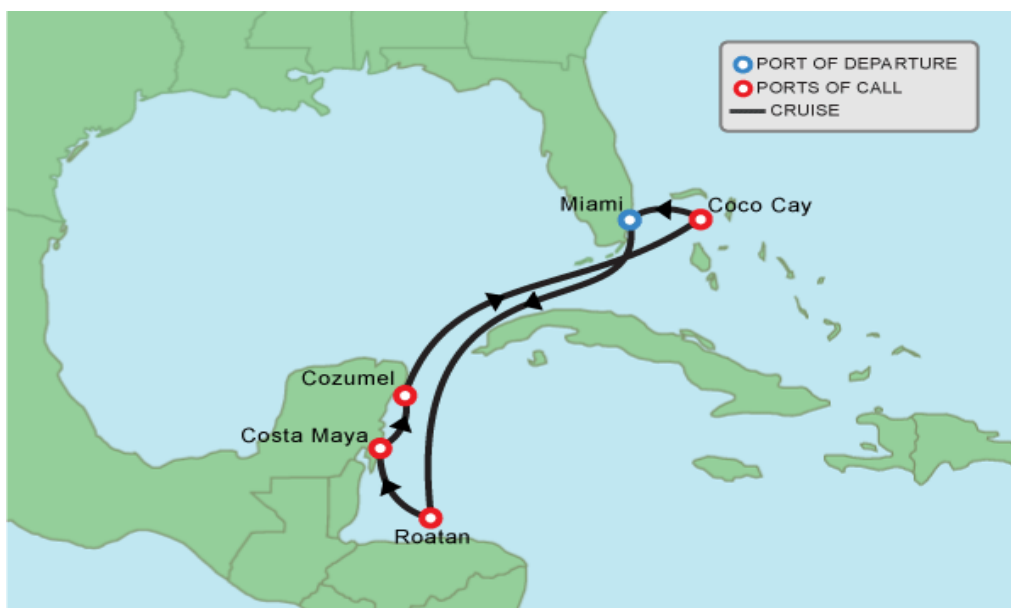 PORT OF DEPARTURE
PORTS OF CALL
CRUISE
Miami
Coco Cay
Cozumel
Costa Maya
Roatan